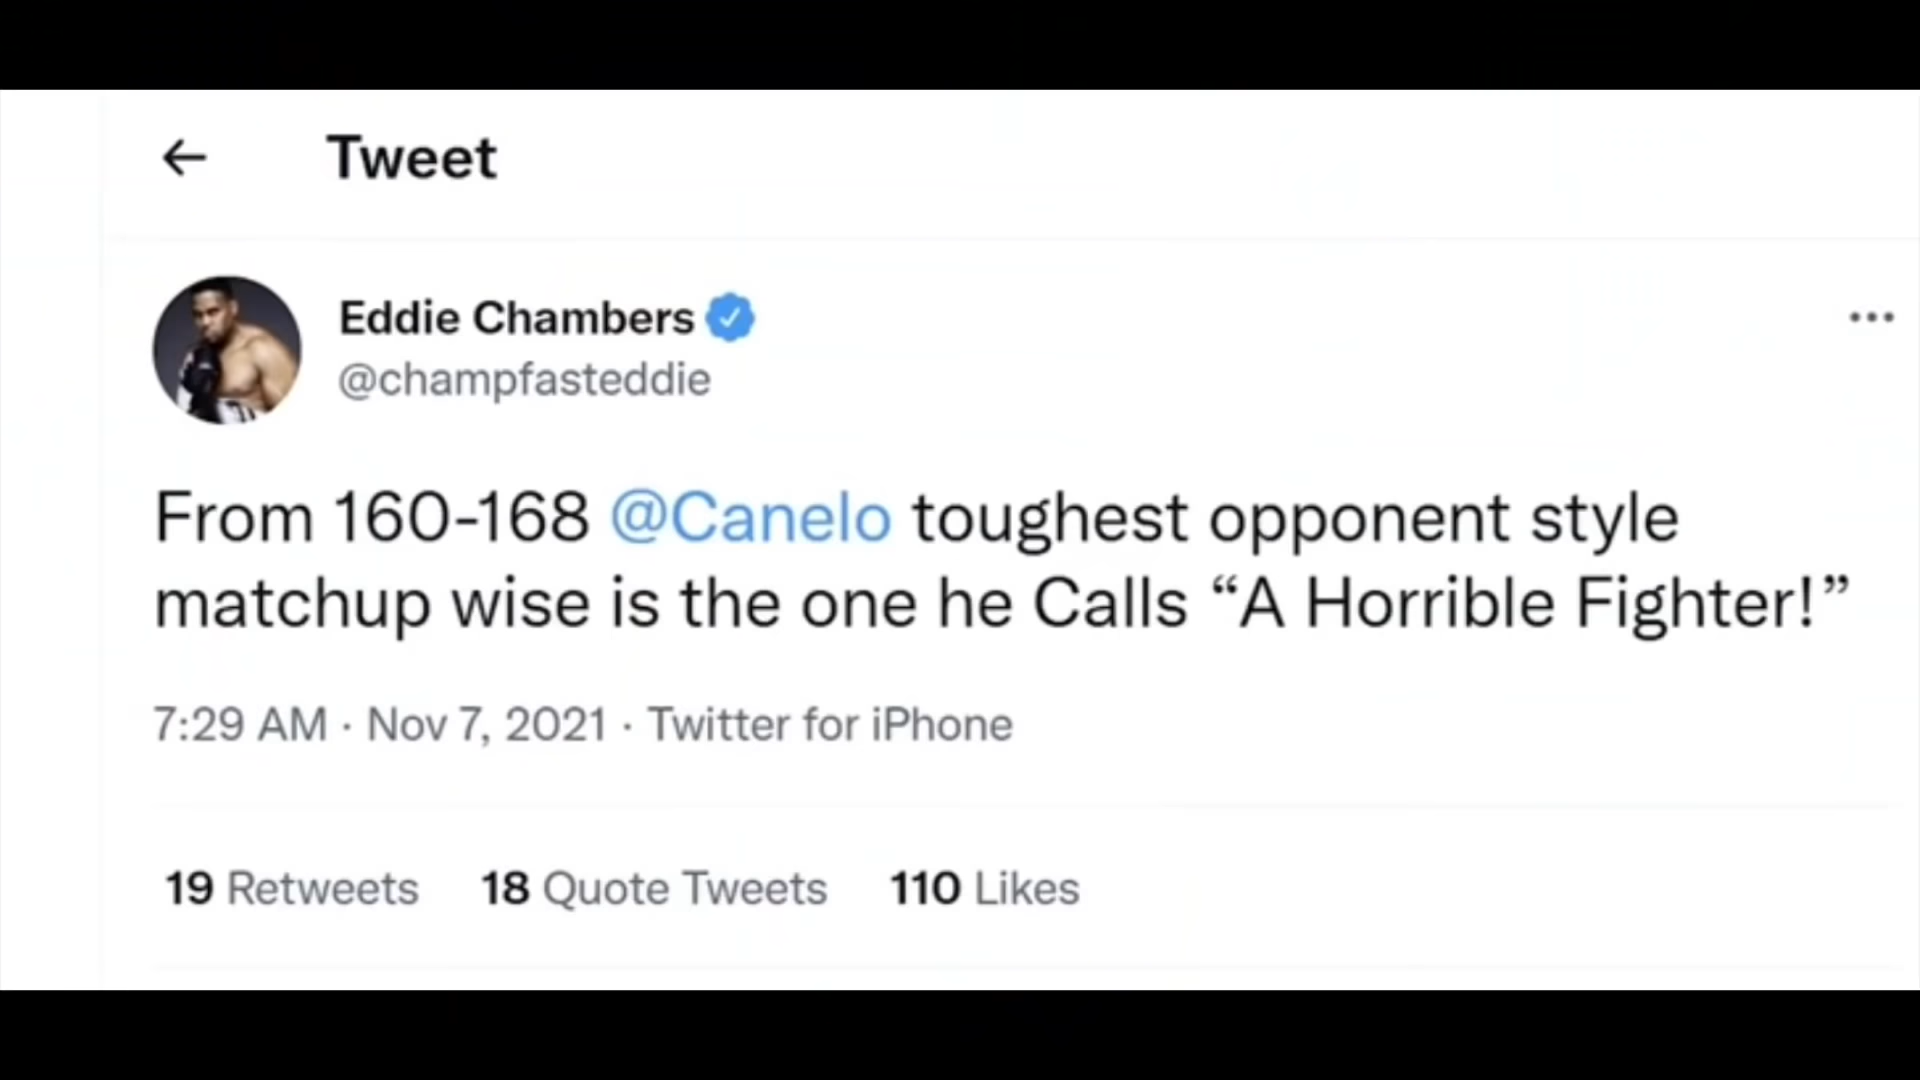 Tweet
Eddie Chambers
@champfasteddie
From 160-168 @Canelo toughest opponent style
matchup wise is the one he Calls “A Horrible Fighter!”
7:29 AM · Nov 7, 2021 · Twitter for iPhone
19 Retweets 18 Quote Tweets 110 Likes